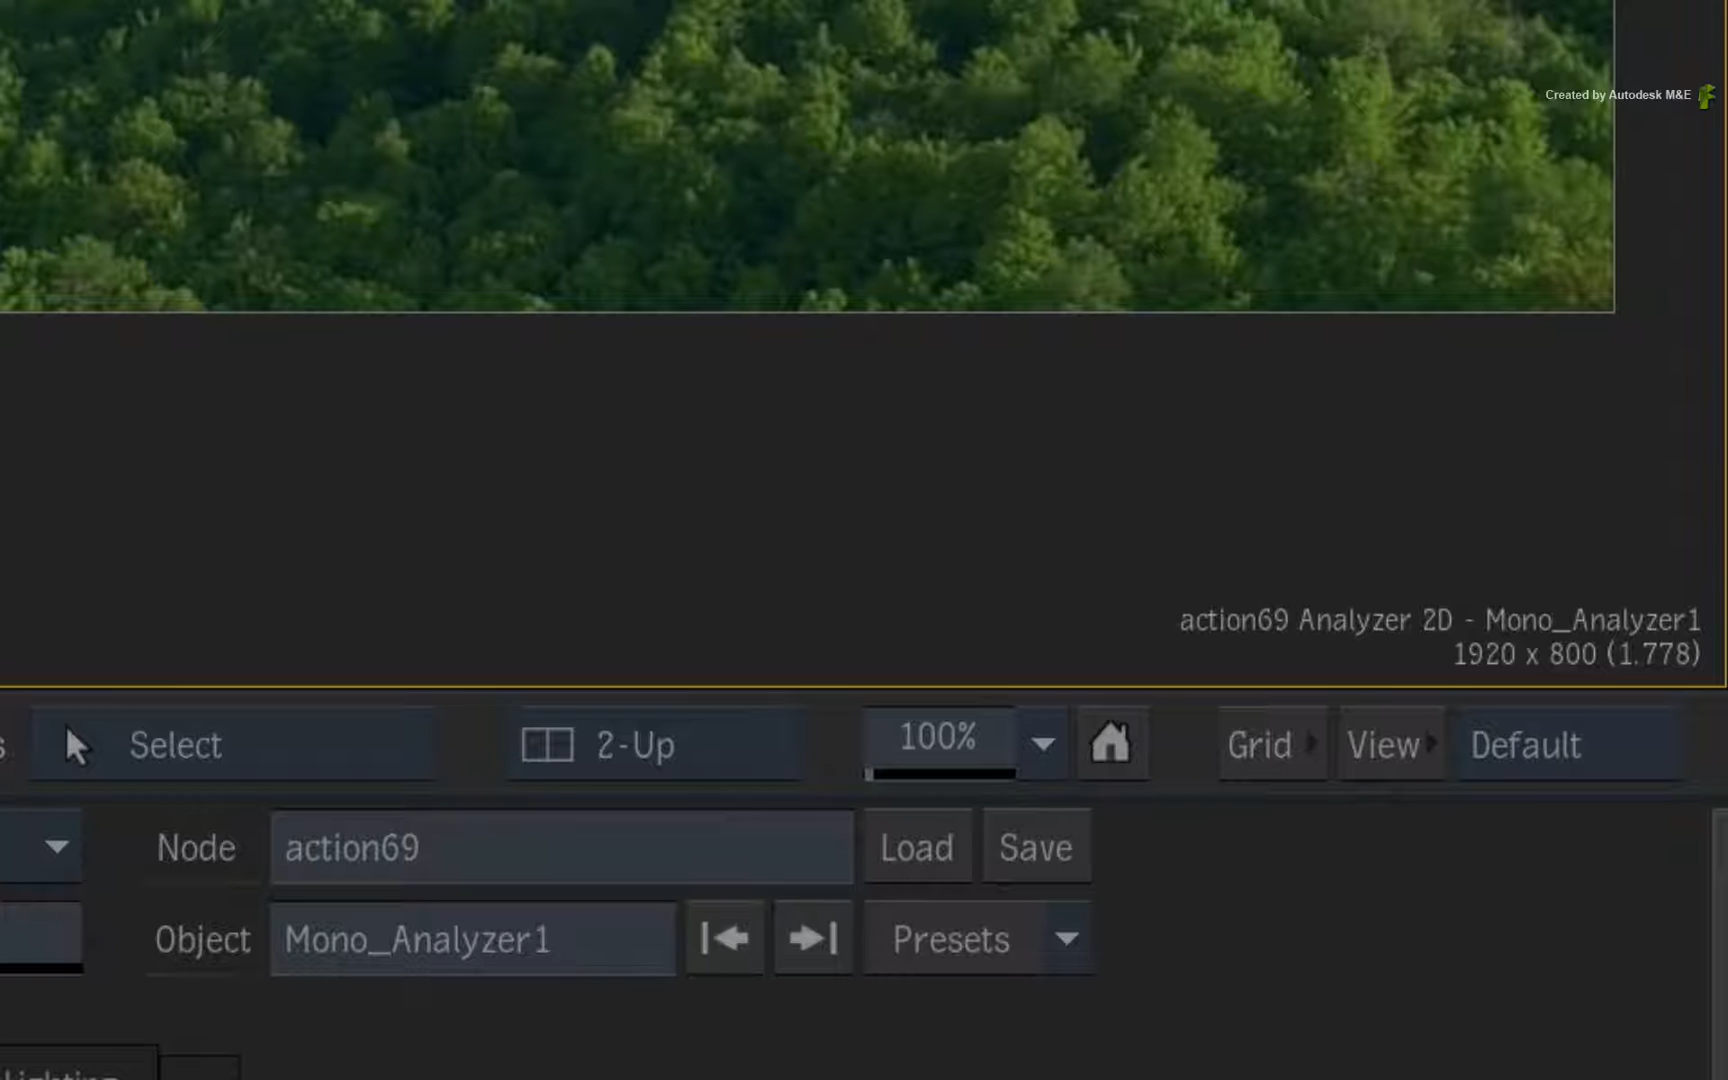 Created by Autodesk M&E
action69 Analyzer 2D - Mono_Analyzer1
1920 x 800 (1.778)
Select
2-Up
100%
Grid
View
Default
Node
action69
Load
Save
Object
Mono_Analyzer1
Presets